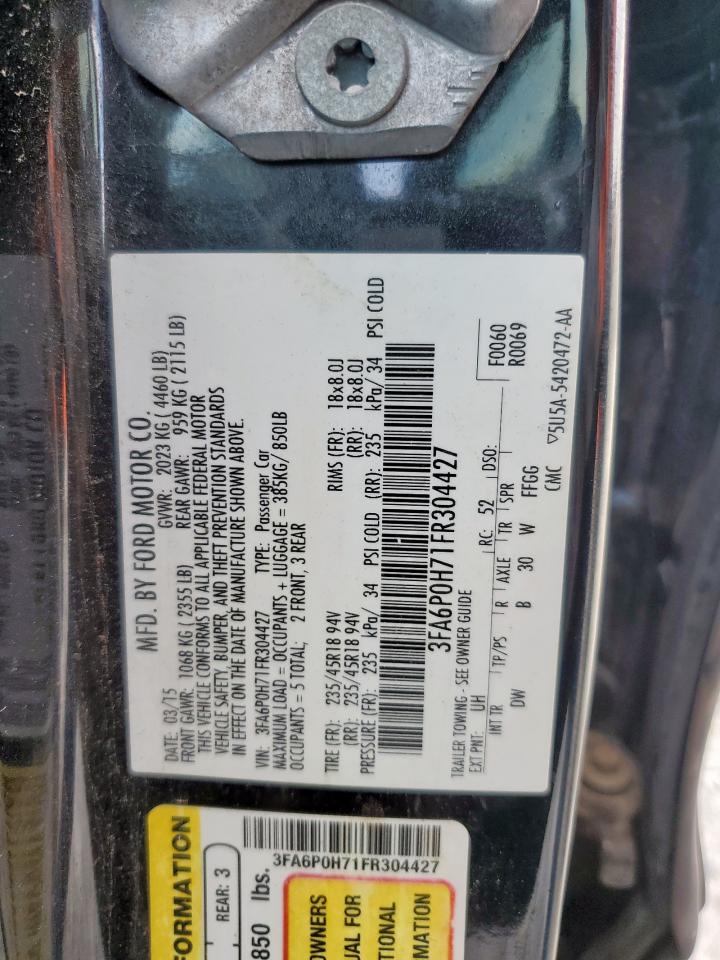 MFD. BY FORD MOTOR CO.
DATE: 03/15 GVWR: 2023 KG ( 4460 LB)
FRONT GAWR: 1068 KG ( 2355 LB) REAR GAWR: 959 KG ( 2115 LB)
THIS VEHICLE CONFORMS TO ALL APPLICABLE FEDERAL MOTOR
VEHICLE SAFETY, BUMPER, AND THEFT PREVENTION STANDARDS
IN EFFECT ON THE DATE OF MANUFACTURE SHOWN ABOVE.
VIN: 3FA6P0H71FR304427 TYPE: Passenger Car
MAXIMUM LOAD = OCCUPANTS + LUGGAGE = 385KG/ 850LB
OCCUPANTS = 5 TOTAL; 2 FRONT, 3 REAR
TIRE (FR): 235/45R18 94V RIMS (FR): 18x8.0J
(RR): 235/45R18 94V (RR): 18x8.0J
PRESSURE (FR): 235 kPa/ 34 PSI COLD (RR): 235 kPa/ 34 PSI COLD
3FA6P0H71FR304427
TRAILER TOWING - SEE OWNER GUIDE
F0060
R0069
EXT PNT: UH RC: 52 DSO:
INT TR TP/PS R AXLE TR SPR
DW B 30 W FFGG
CMC ▽5U5A-5420472-AA
FORMATION
REAR: 3
850 lbs.
3FA6P0H71FR304427
OWNERS
UAL FOR
TIONAL
MATION